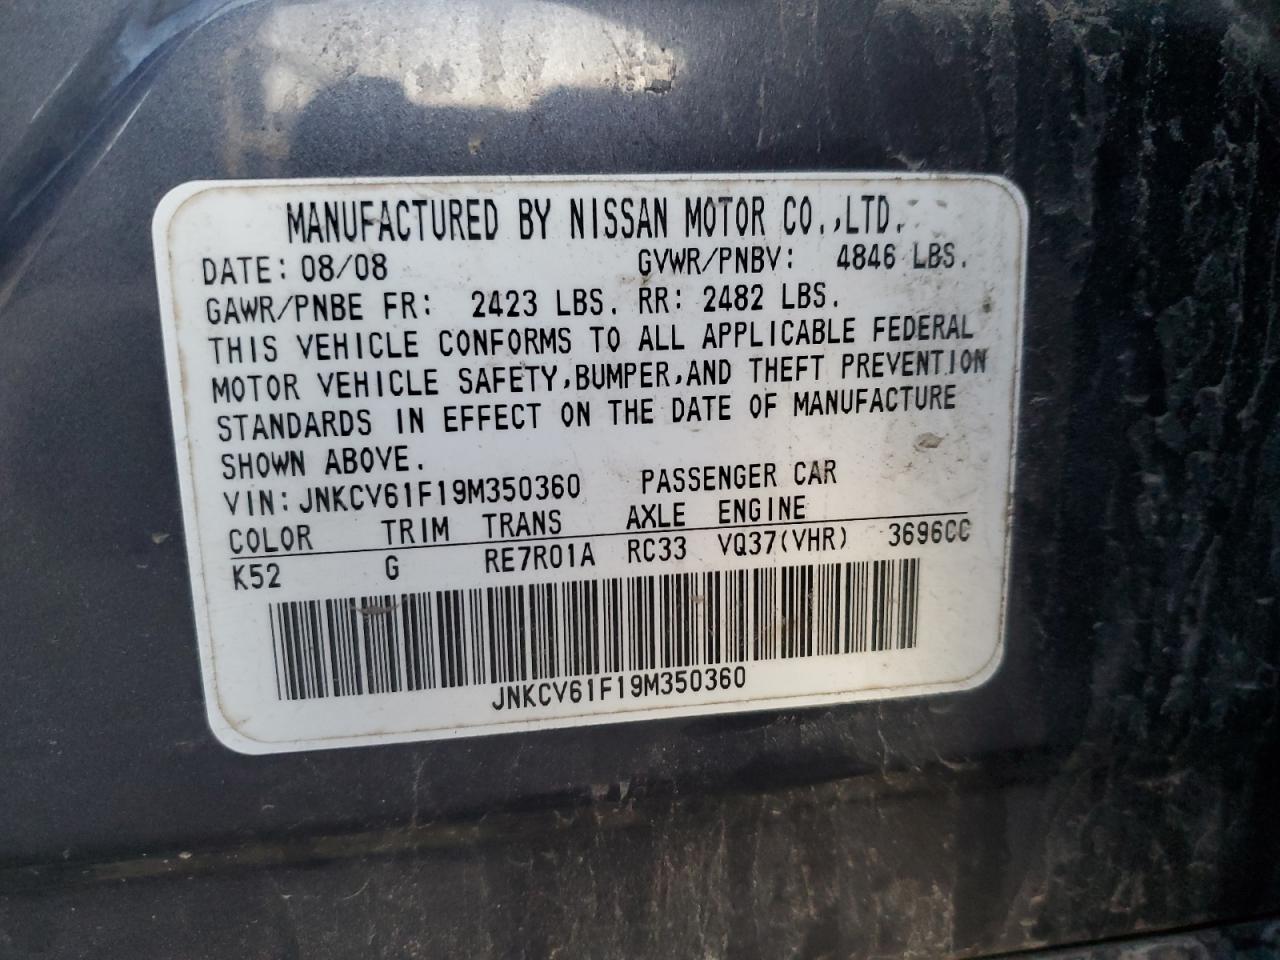 MANUFACTURED BY NISSAN MOTOR CO.,LTD.
DATE: 08/08 GVWR/PNBV: 4846 LBS.
GAWR/PNBE FR: 2423 LBS. RR: 2482 LBS.
THIS VEHICLE CONFORMS TO ALL APPLICABLE FEDERAL
MOTOR VEHICLE SAFETY,BUMPER,AND THEFT PREVENTION
STANDARDS IN EFFECT ON THE DATE OF MANUFACTURE
SHOWN ABOVE.
VIN: JNKCV61F19M350360 PASSENGER CAR
COLOR TRIM TRANS AXLE ENGINE
K52 G RE7R01A RC33 VQ37(VHR) 3696CC
JNKCV61F19M350360